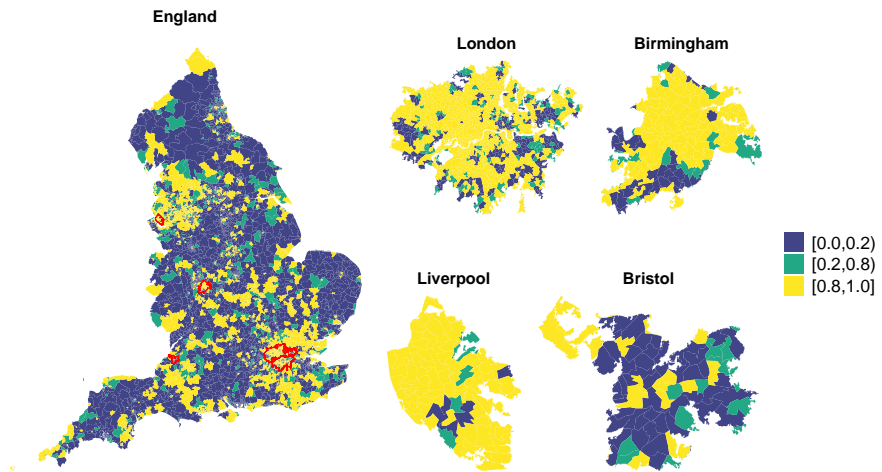 England
London
Birmingham
[0.0,0.2)
[0.2,0.8)
[0.8,1.0]
Liverpool
Bristol